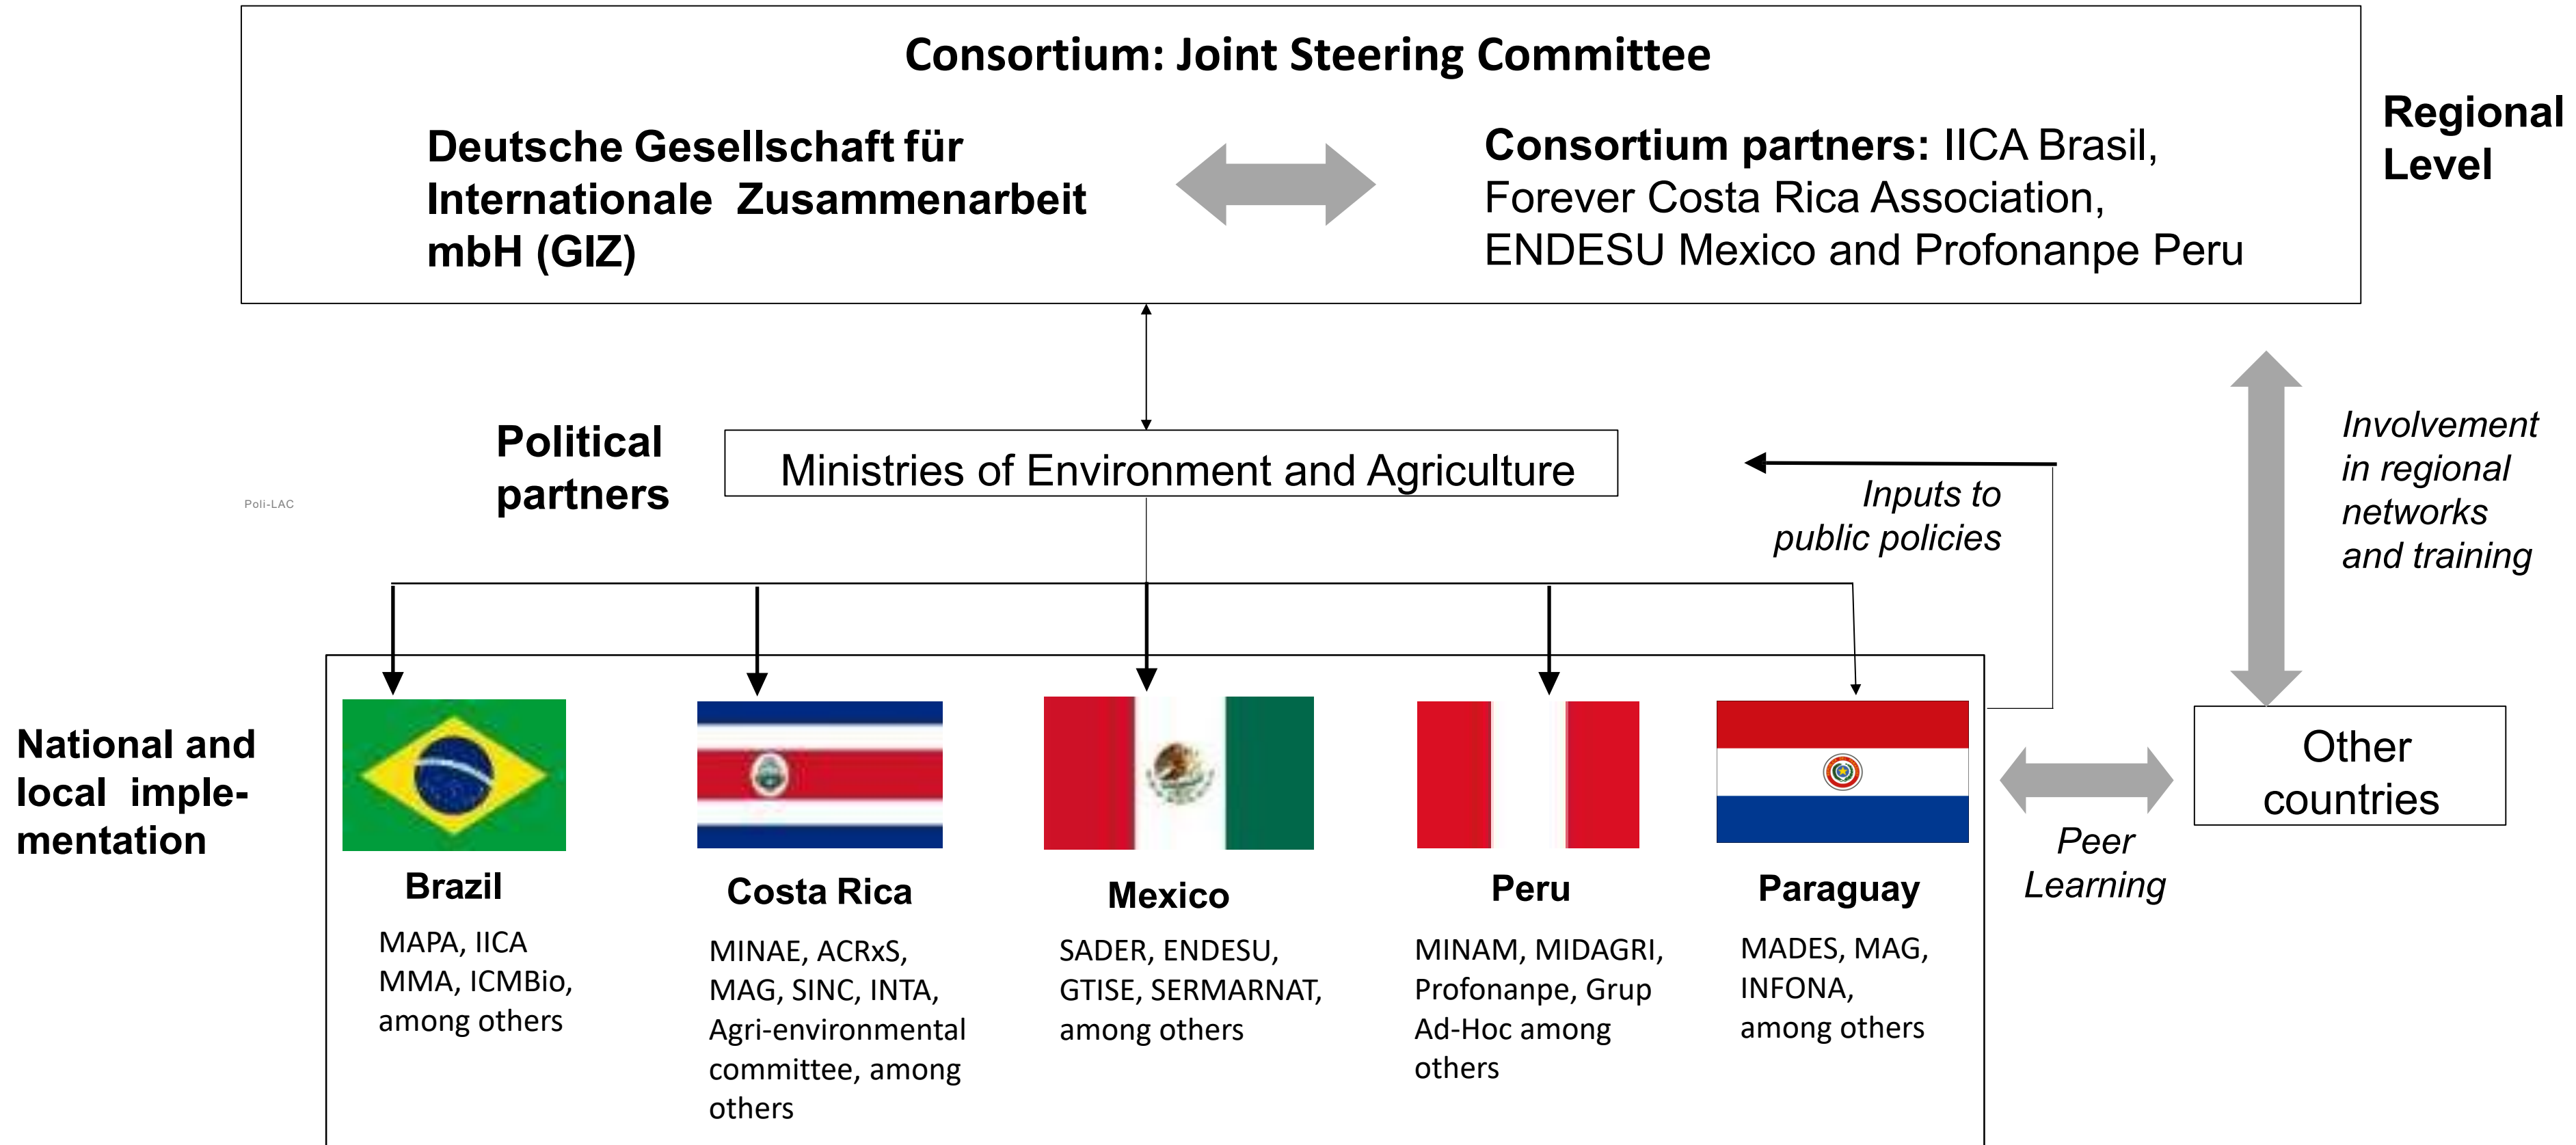 Consortium: Joint Steering Committee
Deutsche Gesellschaft für
Internationale Zusammenarbeit
mbH (GIZ)
Consortium partners: IICA Brasil,
Forever Costa Rica Association,
ENDESU Mexico and Profonanpe Peru
Regional
Level
Political
partners
Ministries of Environment and Agriculture
Inputs to
public policies
Involvement
in regional
networks
and training
Poli-LAC
National and
local imple-
mentation
Brazil
MAPA, IICA
MMA, ICMBio,
among others
Costa Rica
MINAE, ACRxS,
MAG, SINC, INTA,
Agri-environmental
committee, among
others
Mexico
SADER, ENDESU,
GTISE, SERMARNAT,
among others
Peru
MINAM, MIDAGRI,
Profonanpe, Grup
Ad-Hoc among
others
Paraguay
MADES, MAG,
INFONA,
among others
Peer
Learning
Other
countries